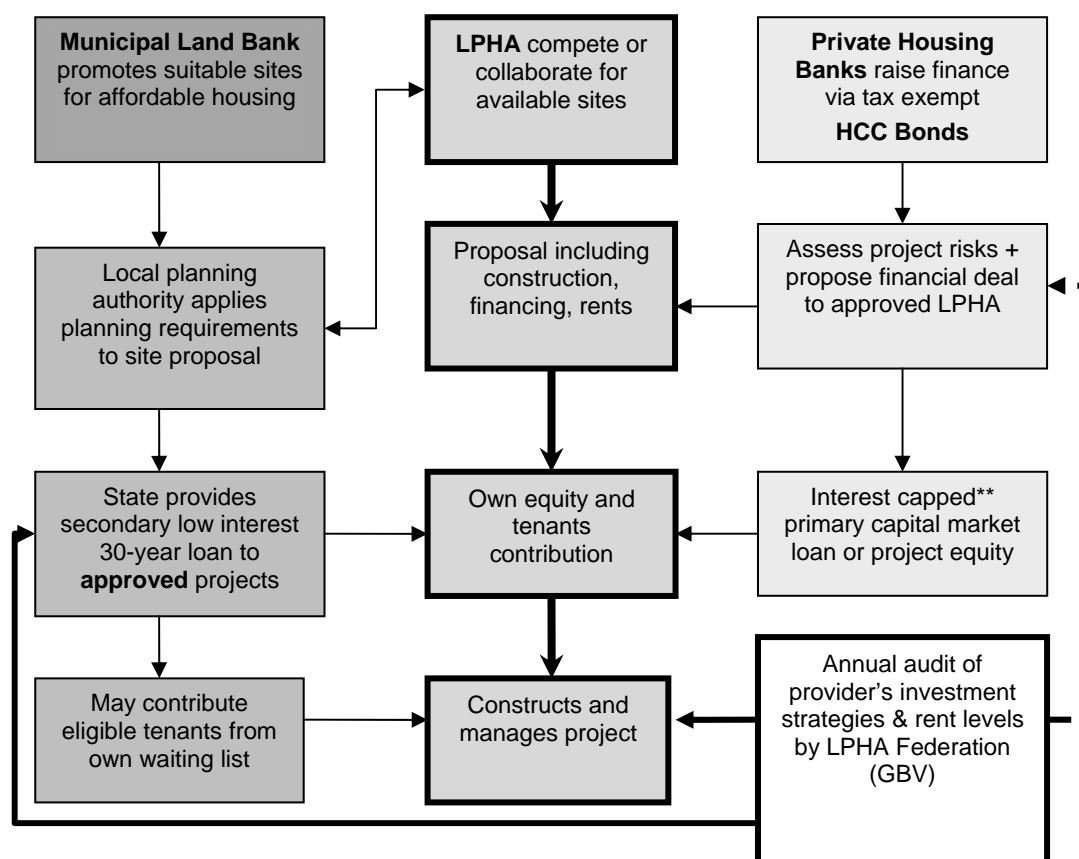 Municipal Land Bank
promotes suitable sites
for affordable housing
LPHA compete or
collaborate for
available sites
Private Housing
Banks raise finance
via tax exempt
HCC Bonds
Local planning
authority applies
planning requirements
to site proposal
Proposal including
construction,
financing, rents
Assess project risks +
propose financial deal
to approved LPHA
State provides
secondary low interest
30-year loan to
approved projects
Own equity and
tenants
contribution
Interest capped**
primary capital market
loan or project equity
May contribute
eligible tenants from
own waiting list
Constructs and
manages project
Annual audit of
provider’s investment
strategies & rent levels
by LPHA Federation
(GBV)